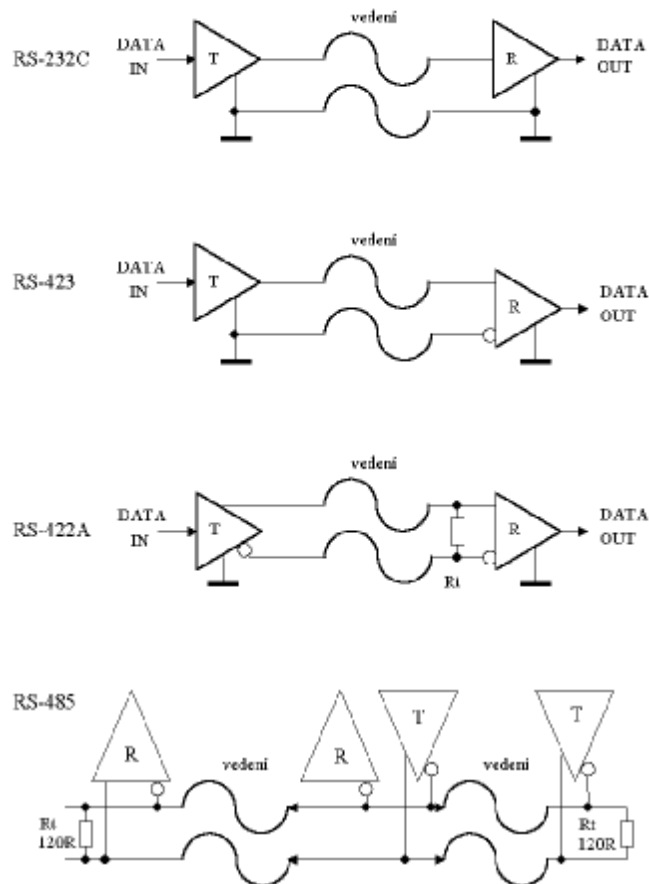 vedení
RS-232C
DATA IN
T
R
DATA OUT
vedení
RS-423
DATA IN
T
R
DATA OUT
vedení
RS-422A
DATA IN
T
R
DATA OUT
Rt
RS-485
R
vedení
R
T
vedení
T
Rt 120R
Rt 120R